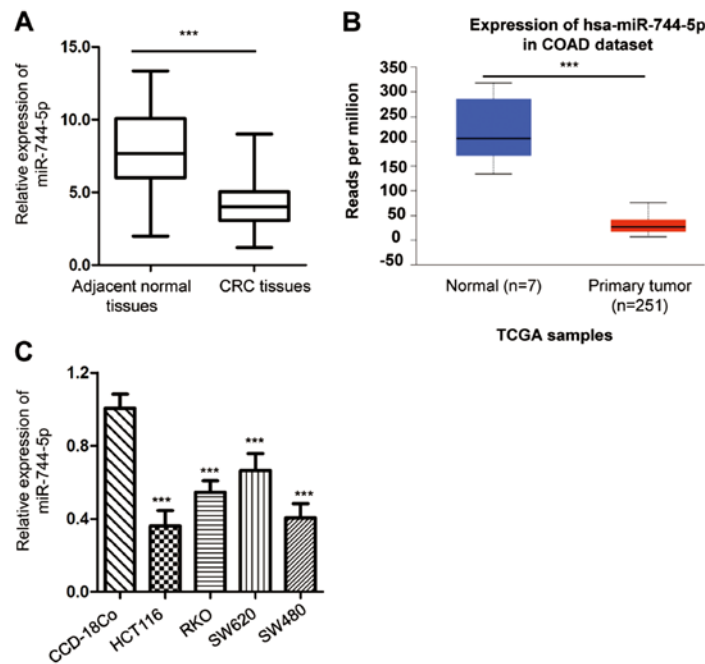 A
Relative expression of
miR-744-5p
15.0
10.0
5.0
0.0
***
Adjacent normal
tissues
CRC tissues
B
Expression of hsa-miR-744-5p
in COAD dataset
***
Reads per million
350
300
250
200
150
100
50
0
-50
Normal (n=7)
Primary tumor
(n=251)
TCGA samples
C
Relative expression of
miR-744-5p
1.2
0.8
0.4
0.0
***
***
***
***
CCD-18Co
HCT116
RKO
SW620
SW480